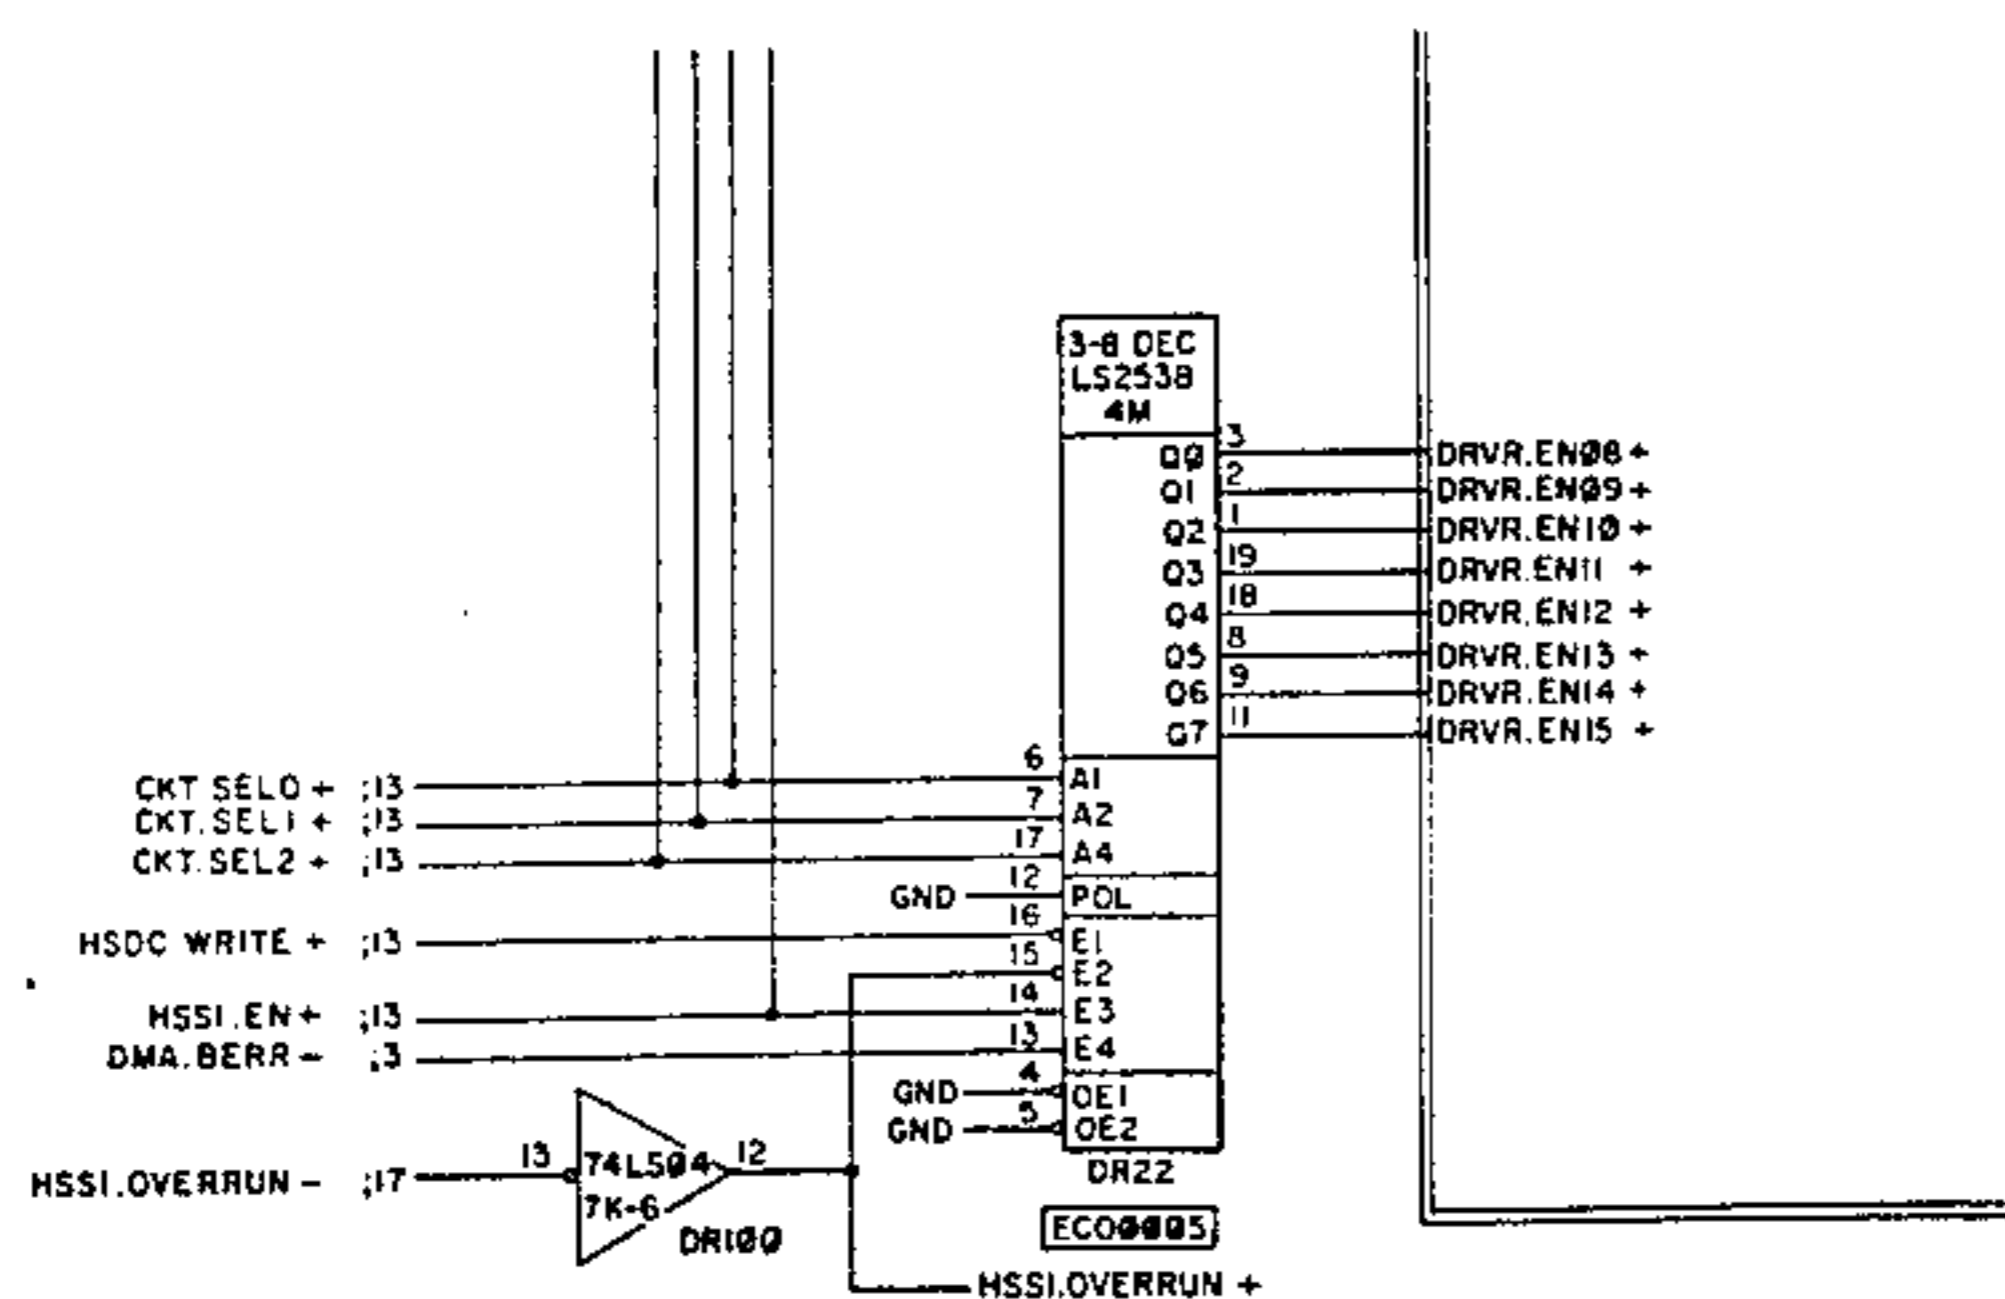 3-8 DEC
LS2538
4M
Q0 3 DRVR.EN08 +
Q1 2 DRVR.EN09 +
Q2 1 DRVR.EN10 +
Q3 19 DRVR.EN11 +
Q4 18 DRVR.EN12 +
Q5 8 DRVR.EN13 +
Q6 9 DRVR.EN14 +
Q7 11 DRVR.EN15 +
CKT SEL0 + ;13 6 A1
CKT.SEL1 + ;13 7 A2
CKT.SEL2 + ;13 17 A4
GND 12 POL
HSDC WRITE + ;13 16 E1
15 E2
HSSI.EN + ;13 14 E3
DMA.BERR - ;3 13 E4
GND 4 OE1
GND 5 OE2
HSSI.OVERRUN - ;17 13 74LS04 12 DR22
7K-6
DR100
ECO0005
HSSI.OVERRUN +